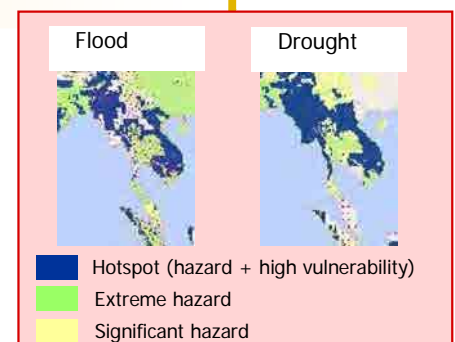 Flood
Drought
Hotspot (hazard + high vulnerability)
Extreme hazard
Significant hazard